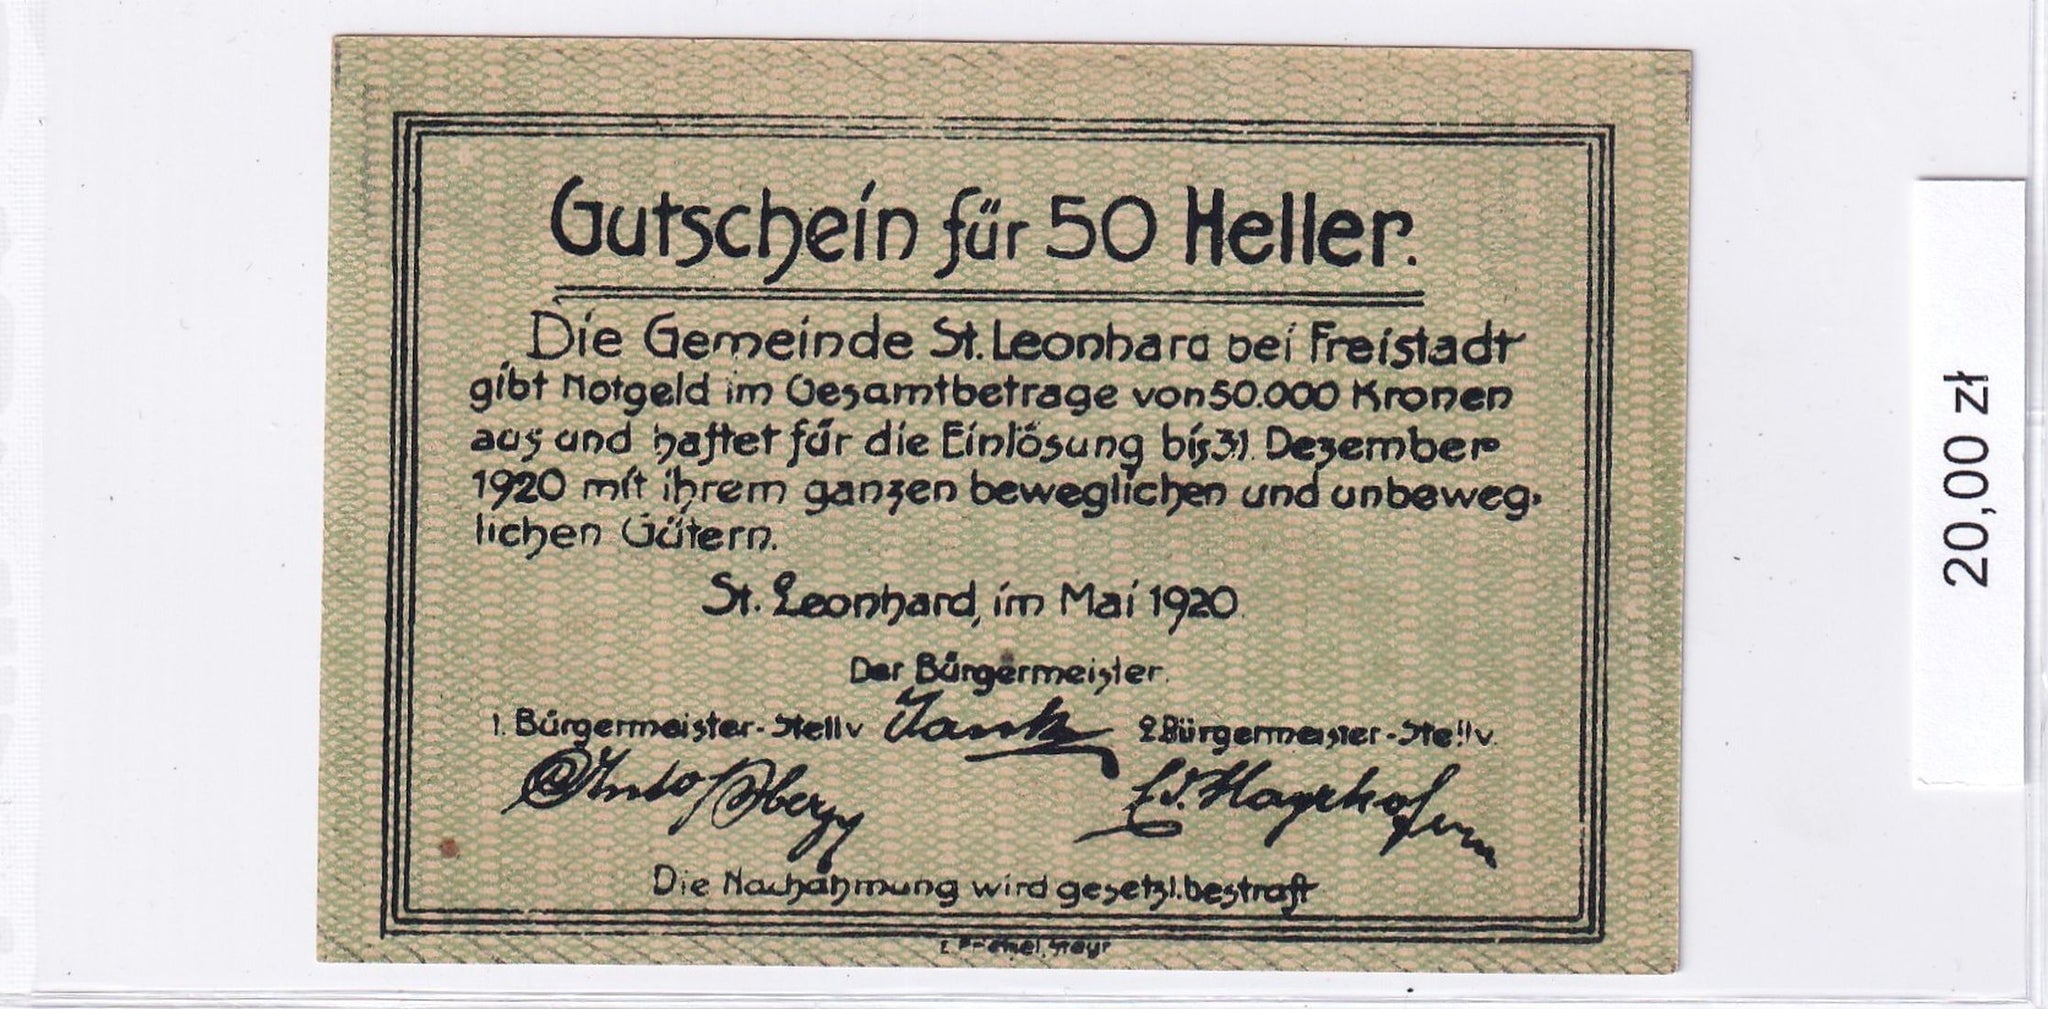 Gutschein für 50 Heller.
Die Gemeinde St. Leonhard bei Freistadt
gibt Notgeld im Gesamtbetrage von 50.000 Kronen
aus und haftet für die Einlösung bis 31. Dezember
1920 mit ihrem ganzen beweglichen und unbeweg-
lichen Gütern.
St. Leonhard, im Mai 1920.
Der Bürgermeister.
1. Bürgermeister-Stellv
2. Bürgermeister-Stellv.
Die Nachahmung wird gesetzl. bestraft
Steyr
20,00 zł